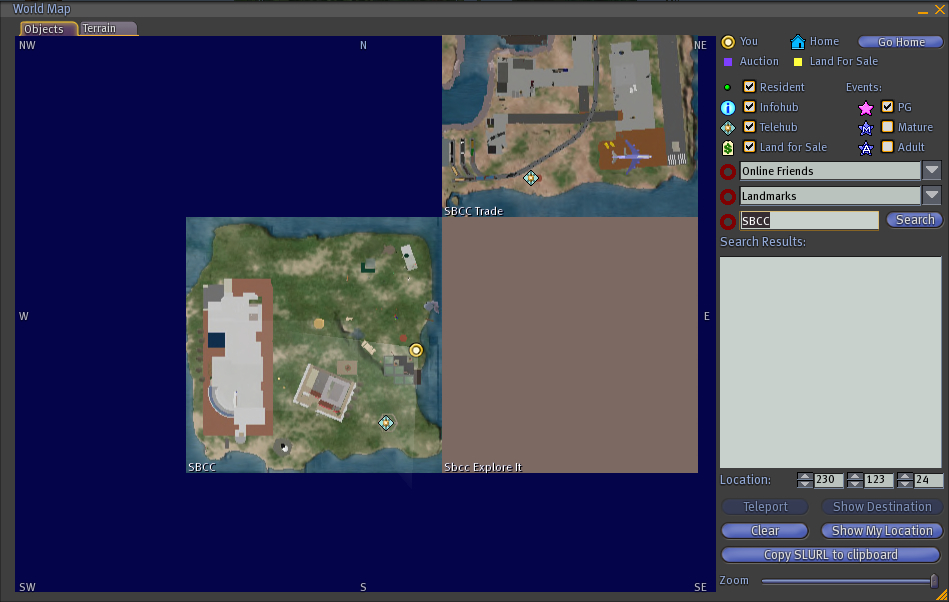 World Map
Objects
Terrain
NW
N
NE
W
E
SW
S
SE
SBCC Trade
SBCC
Sbcc Explore It
You
Home
Go Home
Auction
Land For Sale
Resident
Events:
Infohub
PG
Telehub
Mature
Land for Sale
Adult
Online Friends
Landmarks
SBCC
Search
Search Results:
Location:
230
123
24
Teleport
Show Destination
Clear
Show My Location
Copy SLURL to clipboard
Zoom